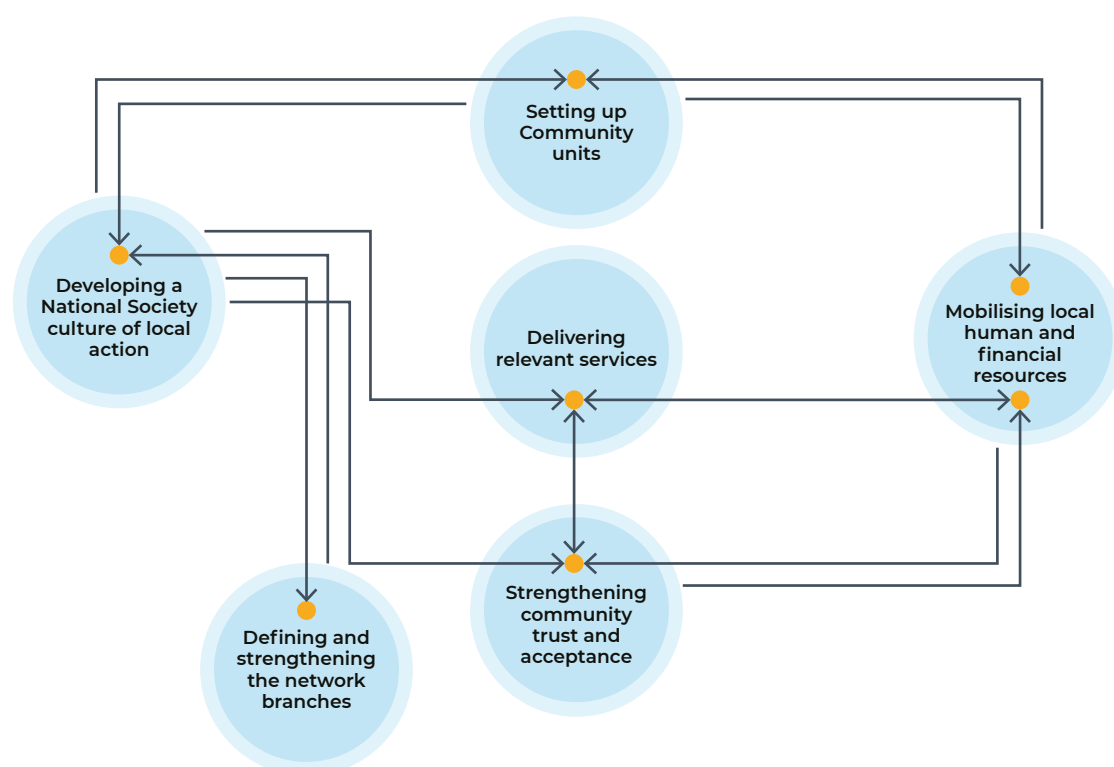 Setting up
Community
units
Developing a
National Society
culture of local
action
Delivering
relevant services
Mobilising local
human and
financial
resources
Strengthening
community
trust and
acceptance
Defining and
strengthening
the network
branches